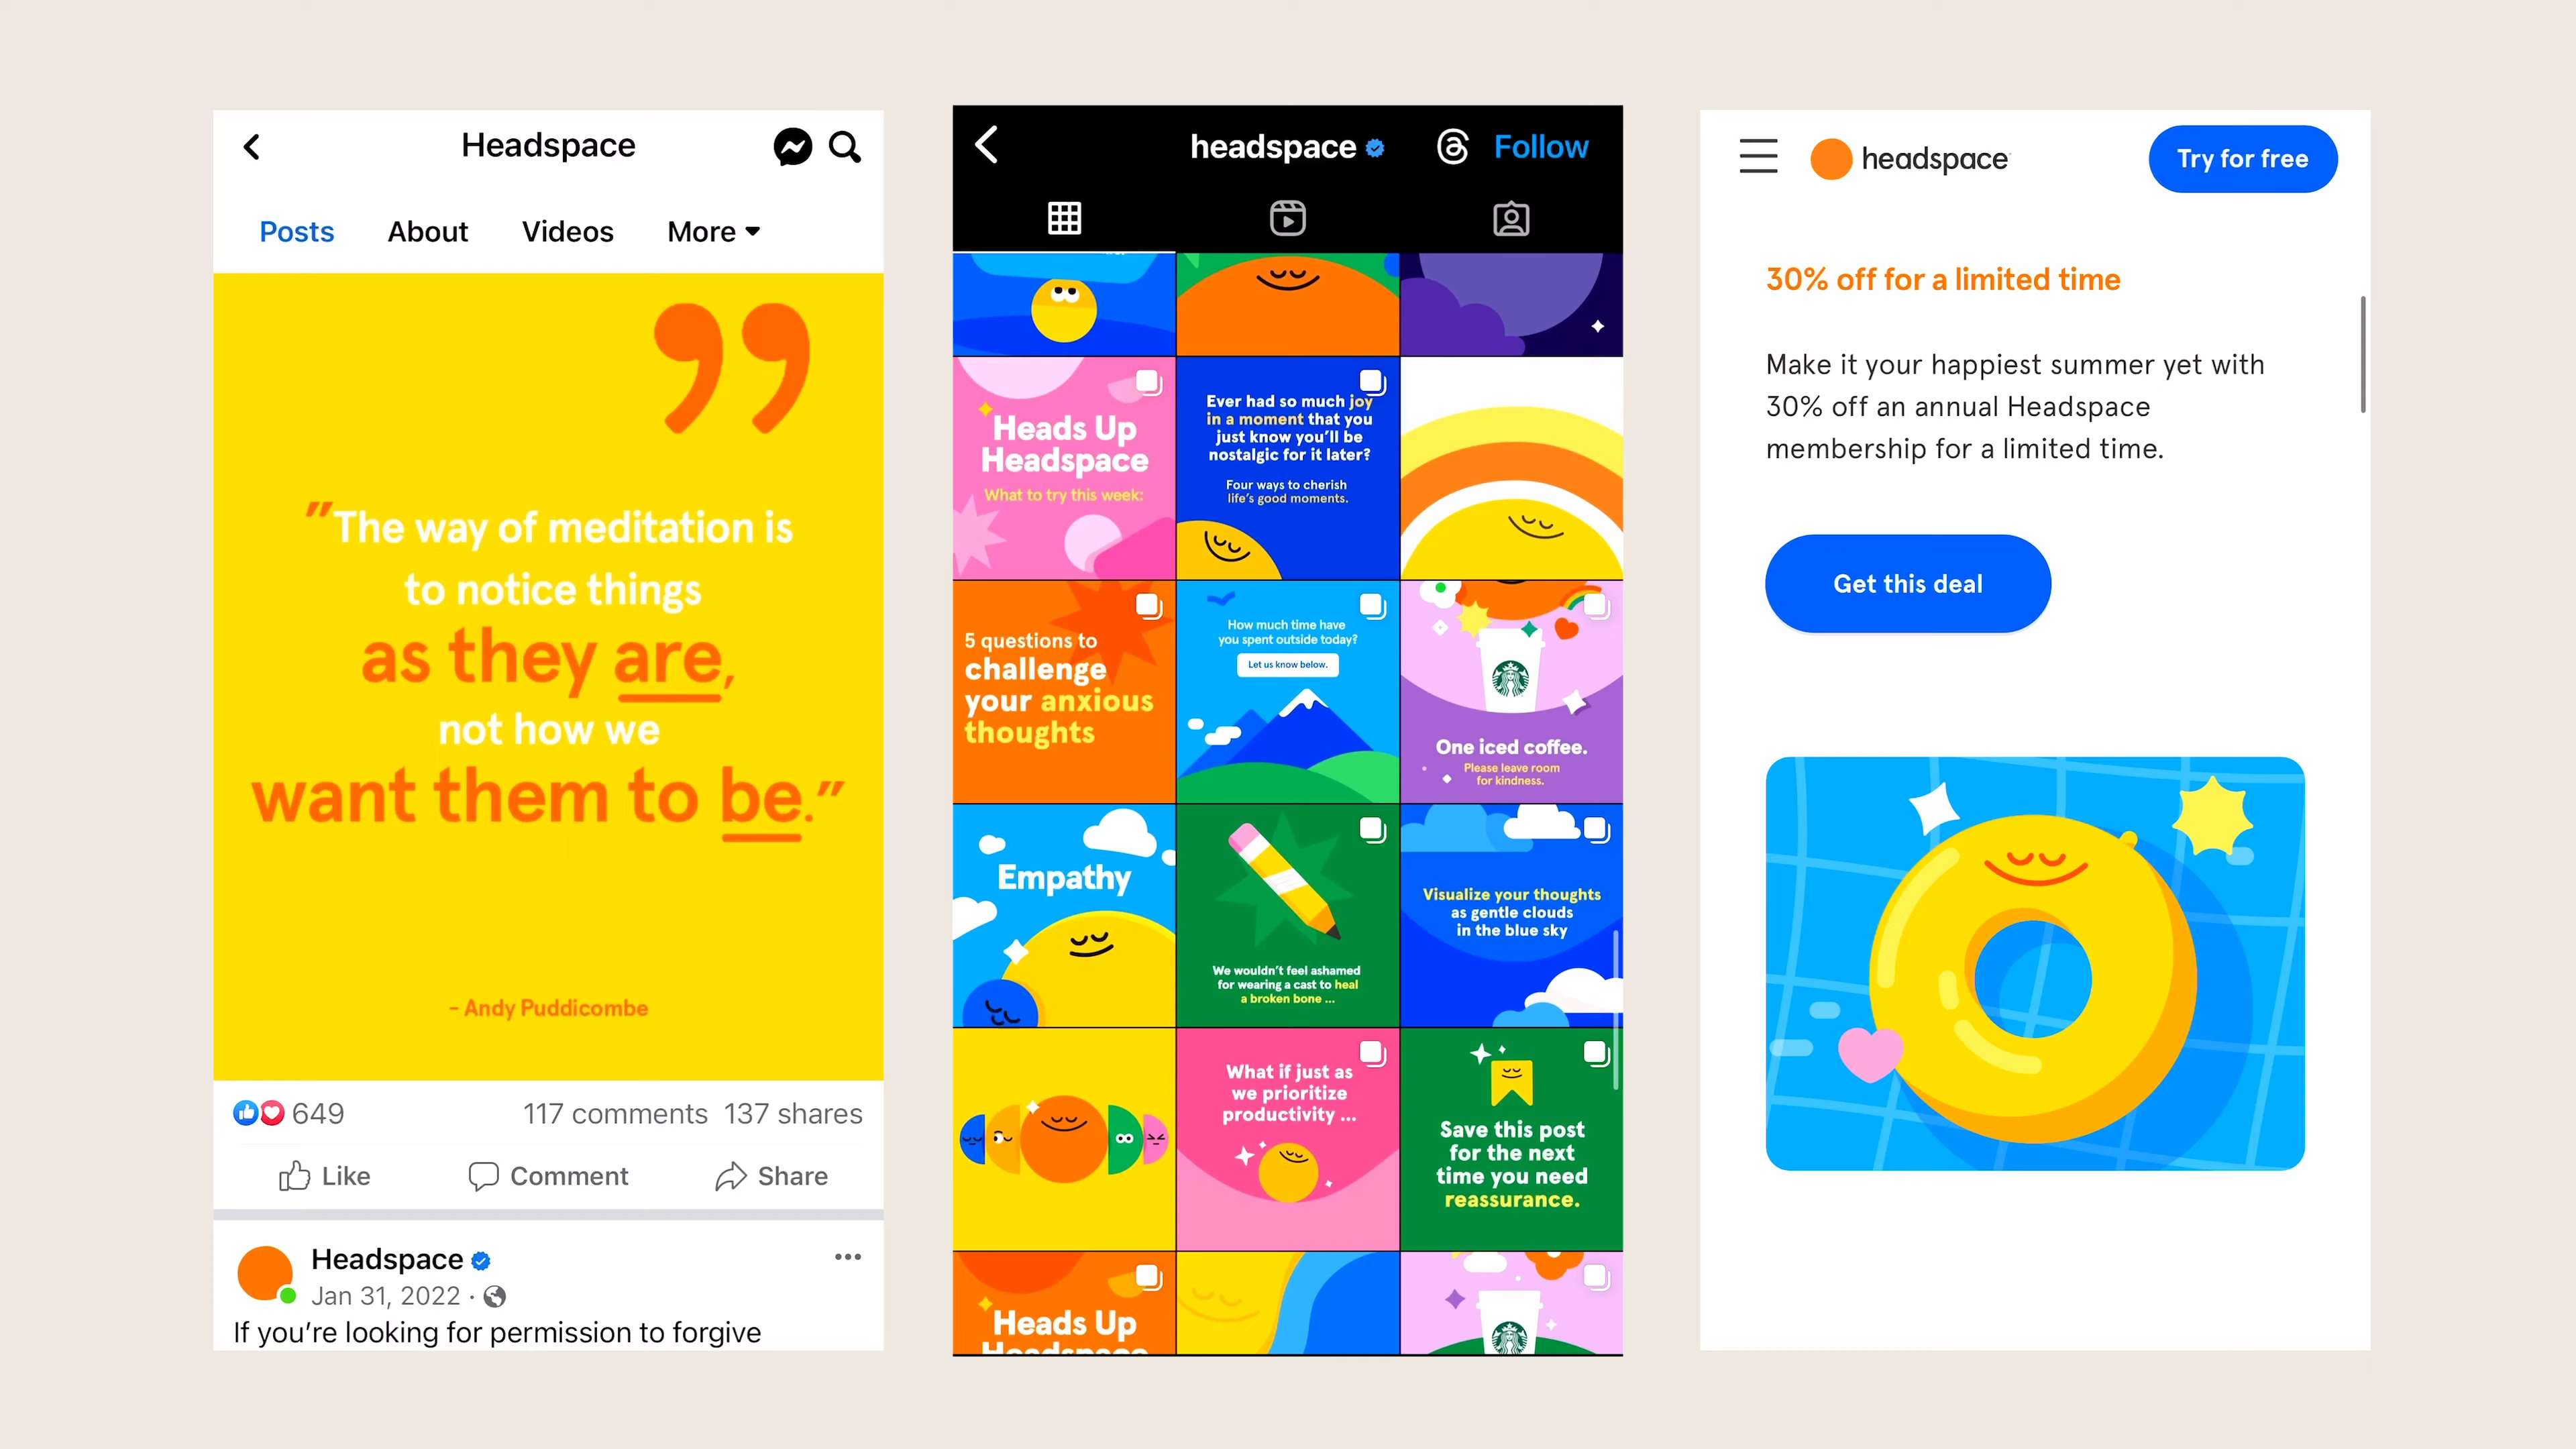 Headspace
Posts About Videos More
"The way of meditation is
to notice things
as they are,
not how we
want them to be."
- Andy Puddicombe
649 117 comments 137 shares
Like Comment Share
Headspace
Jan 31, 2022 ·
If you're looking for permission to forgive
headspace Follow
Heads Up
Headspace
What to try this week:
Ever had so much joy
in a moment that you
just know you'll be
nostalgic for it later?
Four ways to cherish
life's good moments.
5 questions to
challenge
your anxious
thoughts
How much time have
you spent outside today?
Let us know below.
One iced coffee.
Please leave room
for kindness.
Empathy
We wouldn't feel ashamed
for wearing a cast to heal
a broken bone ...
Visualize your thoughts
as gentle clouds
in the blue sky
What if just as
we prioritize
productivity ...
Save this post
for the next
time you need
reassurance.
Heads Up
Headspace
headspace
Try for free
30% off for a limited time
Make it your happiest summer yet with
30% off an annual Headspace
membership for a limited time.
Get this deal